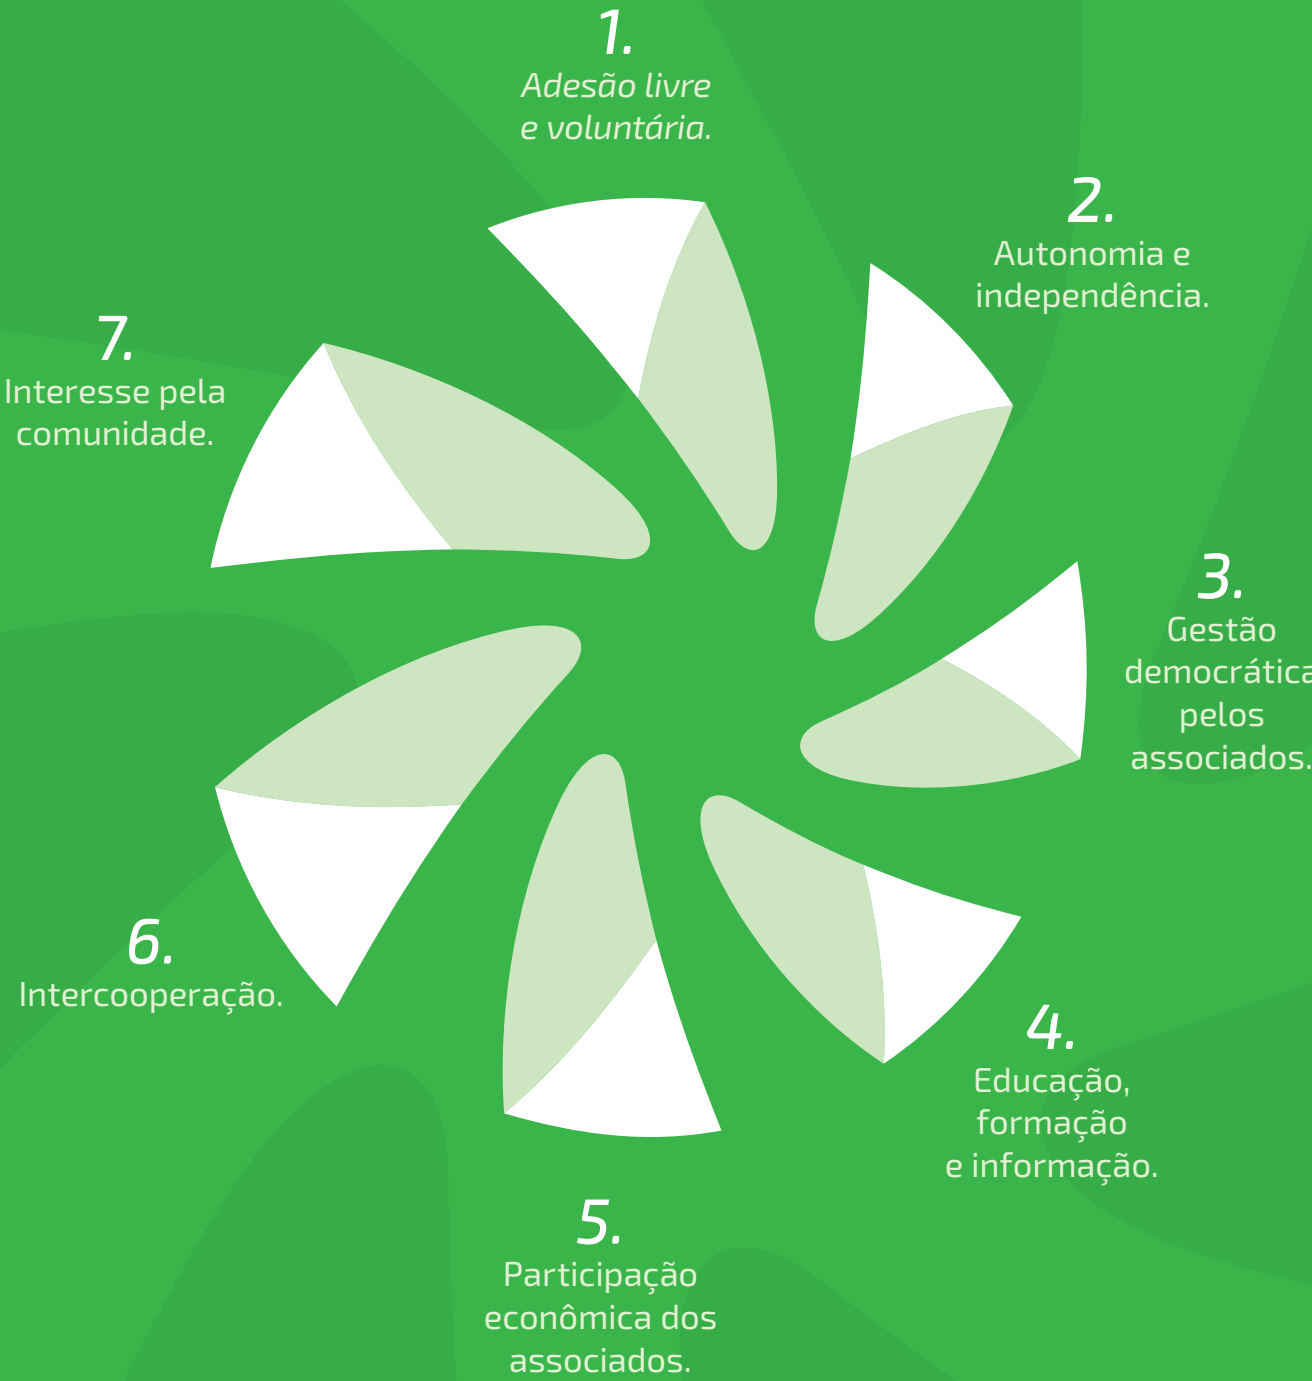 1.
Adesão livre
e voluntária.
2.
Autonomia e
independência.
3.
Gestão
democrática
pelos
associados.
4.
Educação,
formação
e informação.
5.
Participação
econômica dos
associados.
6.
Intercooperação.
7.
Interesse pela
comunidade.